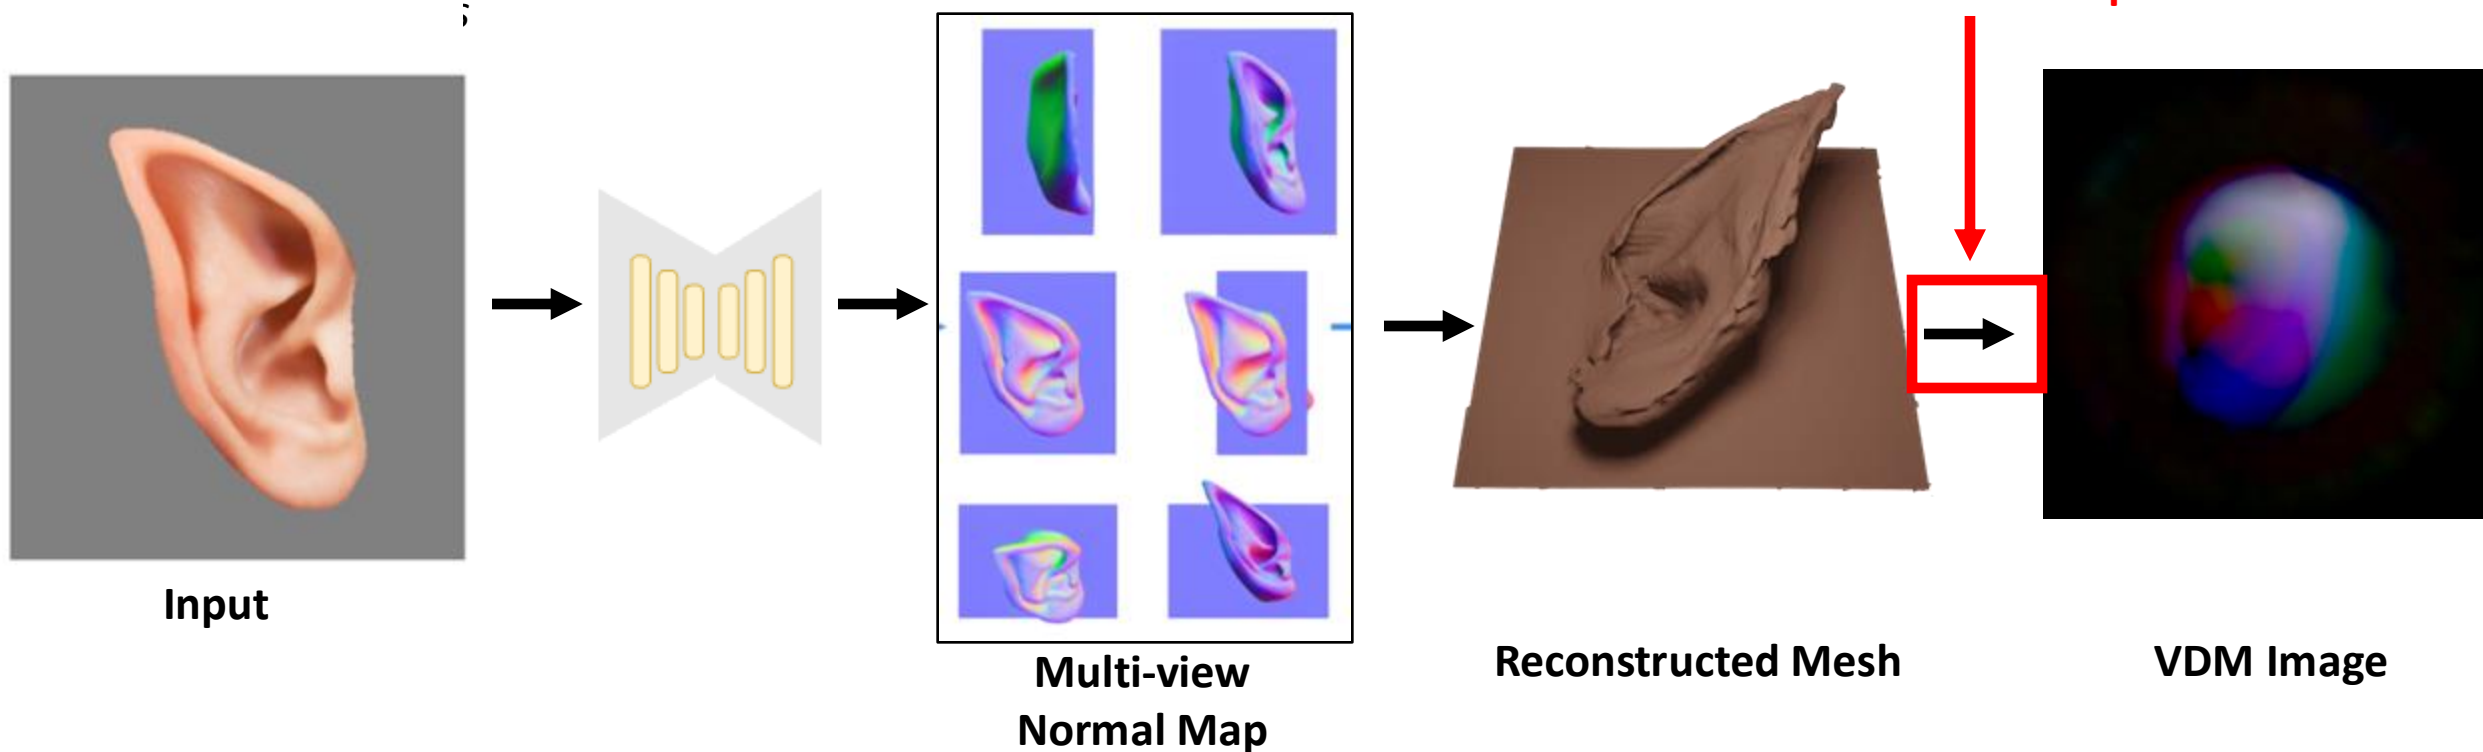 Input
Multi-view
Normal Map
Reconstructed Mesh
VDM Image